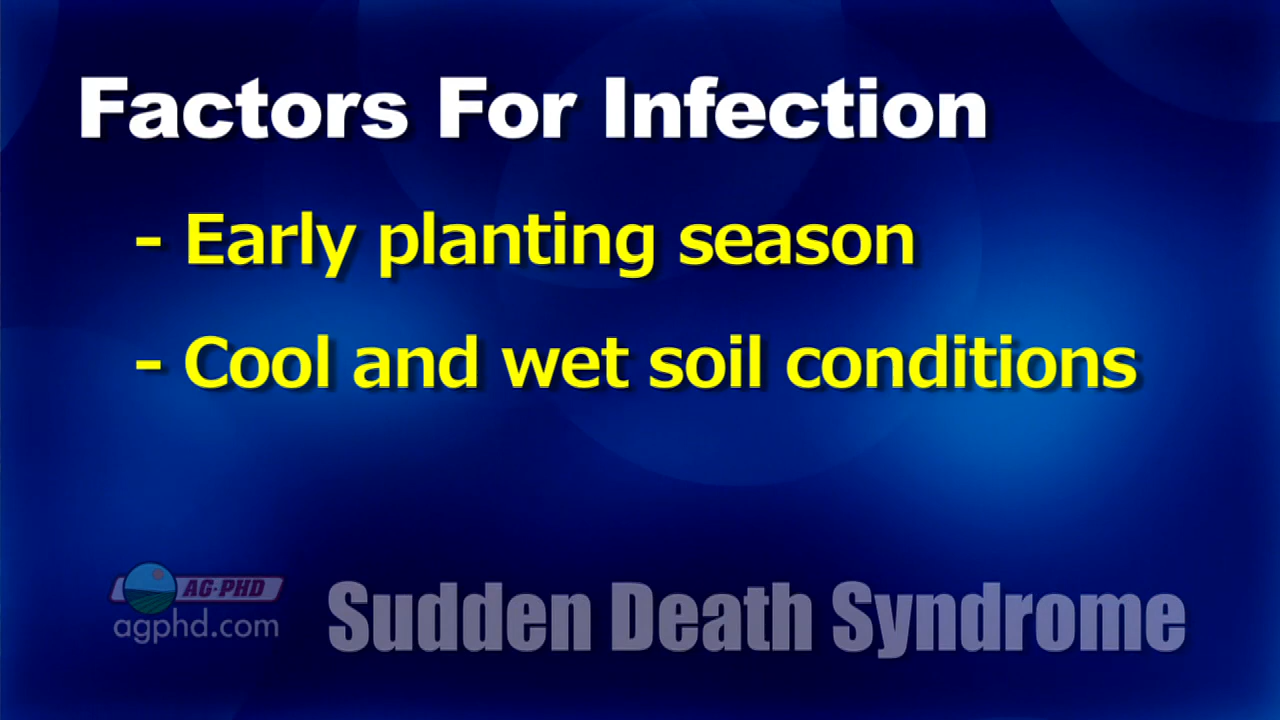 Factors For Infection
- Early planting season
- Cool and wet soil conditions
AG·PHD
agphd.com
Sudden Death Syndrome